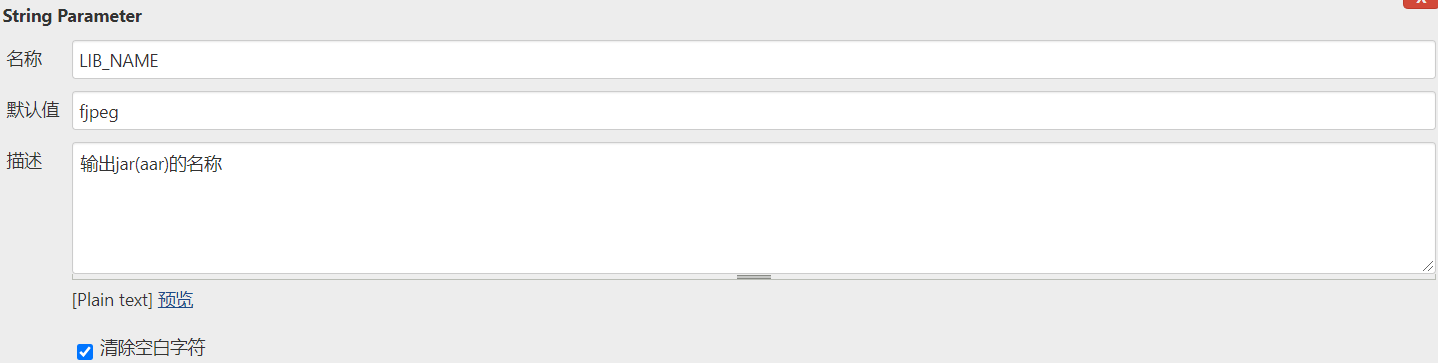 String Parameter
x
名称
LIB_NAME
默认值
fjpeg
描述
输出jar(aar)的名称
[Plain text] 预览
清除空白字符